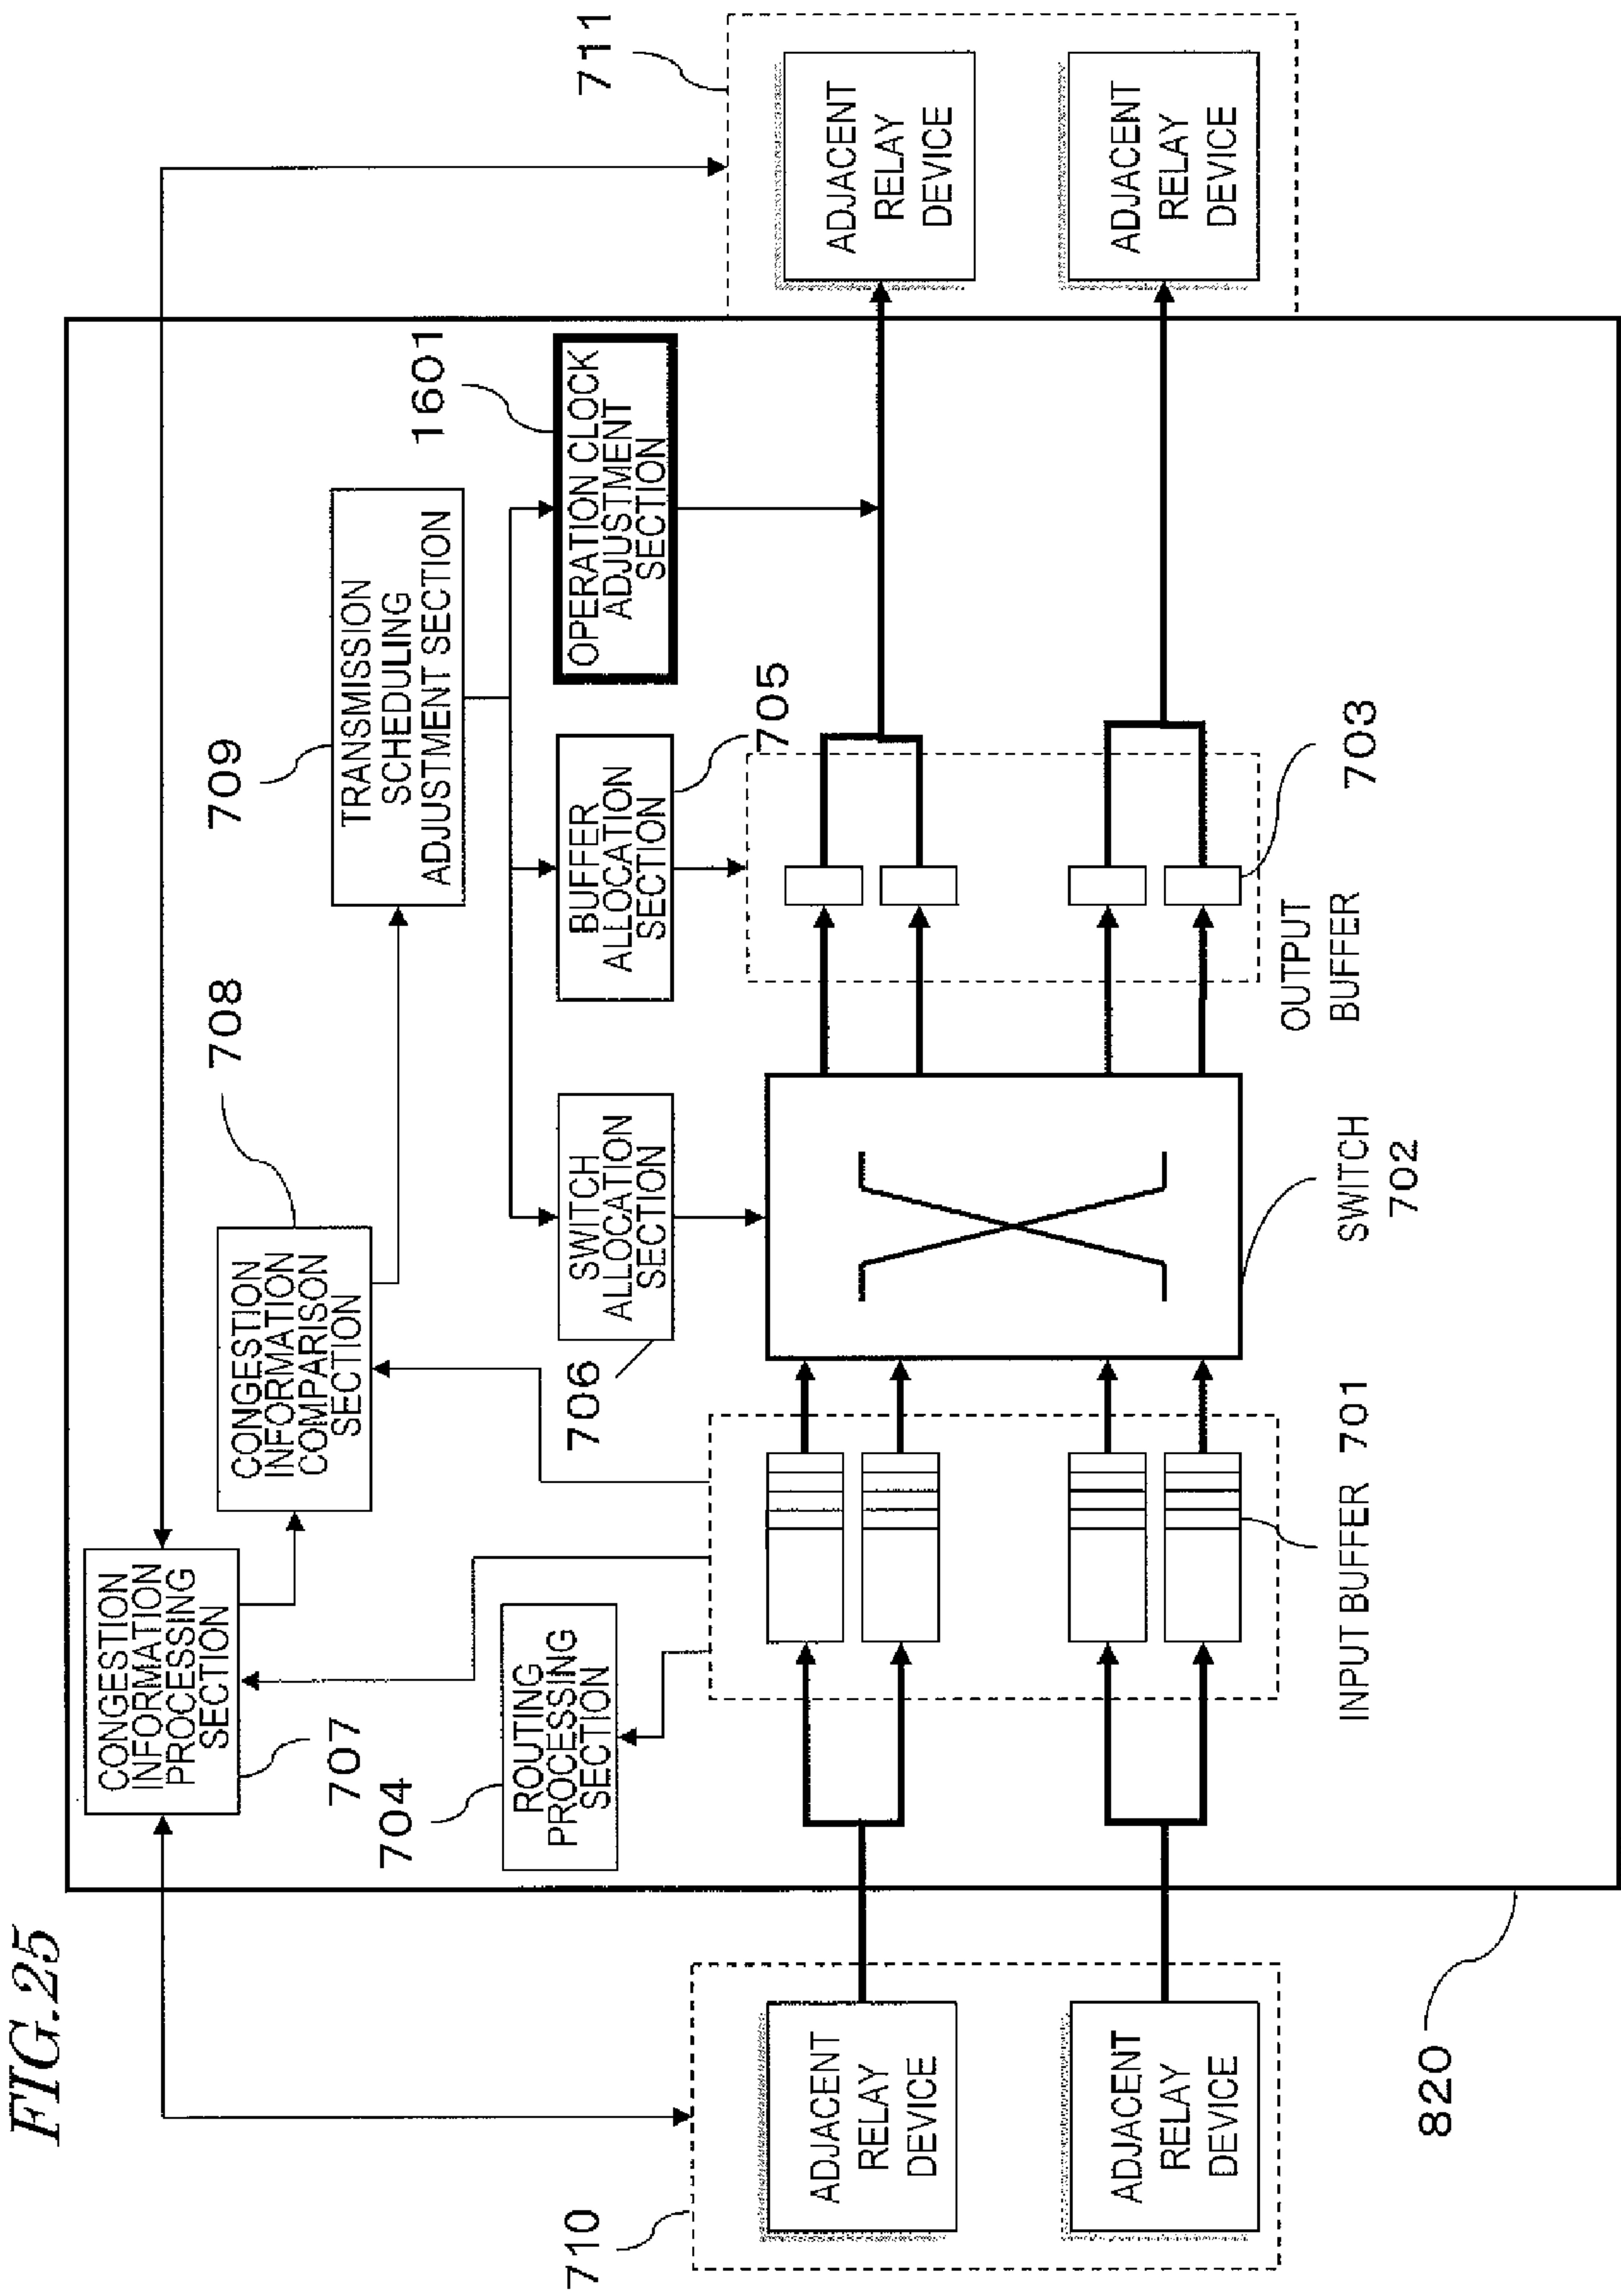 FIG.25
710
ADJACENT
RELAY
DEVICE
ADJACENT
RELAY
DEVICE
820
CONGESTION
INFORMATION
PROCESSING
SECTION
707
704
ROUTING
PROCESSING
SECTION
INPUT BUFFER 701
CONGESTION
INFORMATION
COMPARISON
SECTION
708
706
SWITCH
ALLOCATION
SECTION
SWITCH
702
709
TRANSMISSION
SCHEDULING
ADJUSTMENT SECTION
BUFFER
ALLOCATION
SECTION
705
OUTPUT
BUFFER
703
1601
OPERATION CLOCK
ADJUSTMENT
SECTION
711
ADJACENT
RELAY
DEVICE
ADJACENT
RELAY
DEVICE